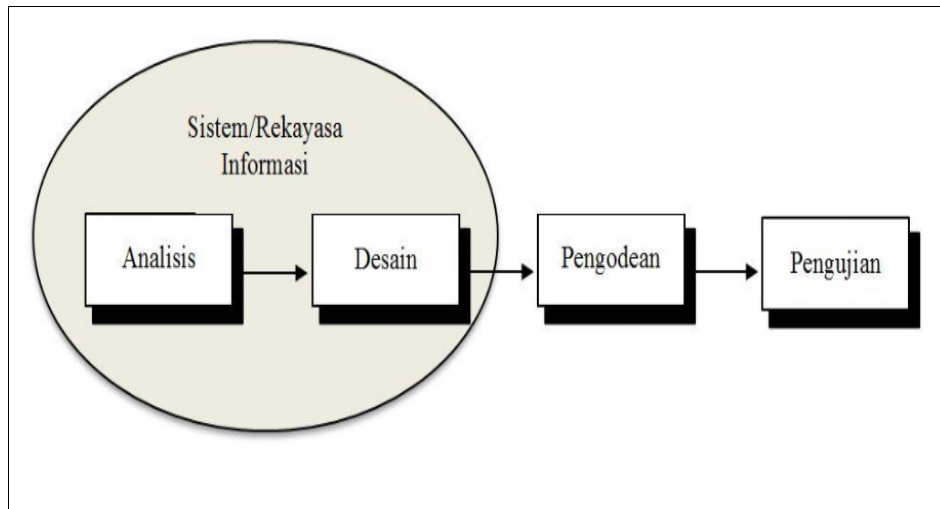 Sistem/Rekayasa
Informasi
Analisis
Desain
Pengodean
Pengujian